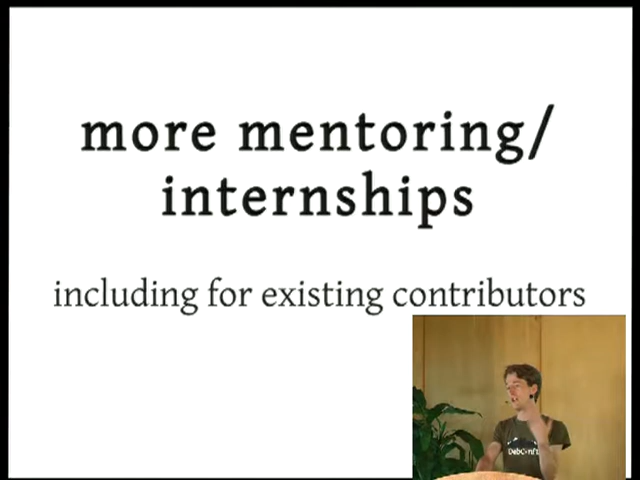 more mentoring/
internships
including for existing contributors